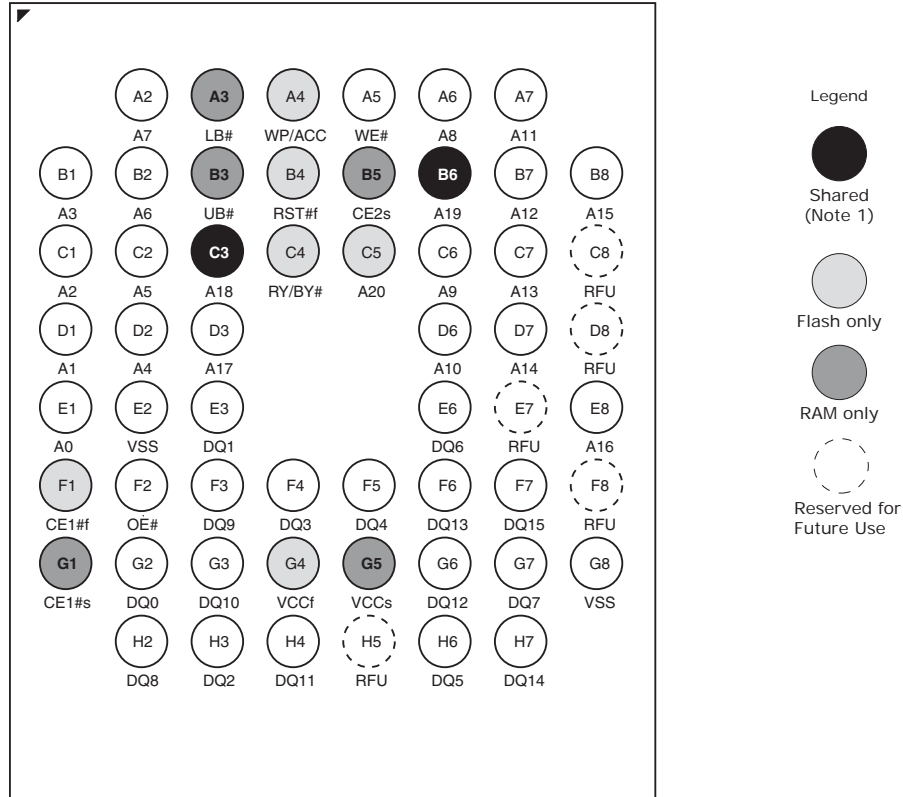 A2 A3 A4 A5 A6 A7
A7 LB# WP/ACC WE# A8 A11
B1 B2 B3 B4 B5 B6 B7 B8
A3 A6 UB# RST#f CE2s A19 A12 A15
C1 C2 C3 C4 C5 C6 C7 C8
A2 A5 A18 RY/BY# A20 A9 A13 RFU
D1 D2 D3 D6 D7 D8
A1 A4 A17 A10 A14 RFU
E1 E2 E3 E6 E7 E8
A0 VSS DQ1 DQ6 RFU A16
F1 F2 F3 F4 F5 F6 F7 F8
CE1#f OE# DQ9 DQ3 DQ4 DQ13 DQ15 RFU
G1 G2 G3 G4 G5 G6 G7 G8
CE1#s DQ0 DQ10 VCCf VCCs DQ12 DQ7 VSS
H2 H3 H4 H5 H6 H7
DQ8 DQ2 DQ11 RFU DQ5 DQ14
Legend
Shared
(Note 1)
Flash only
RAM only
Reserved for
Future Use